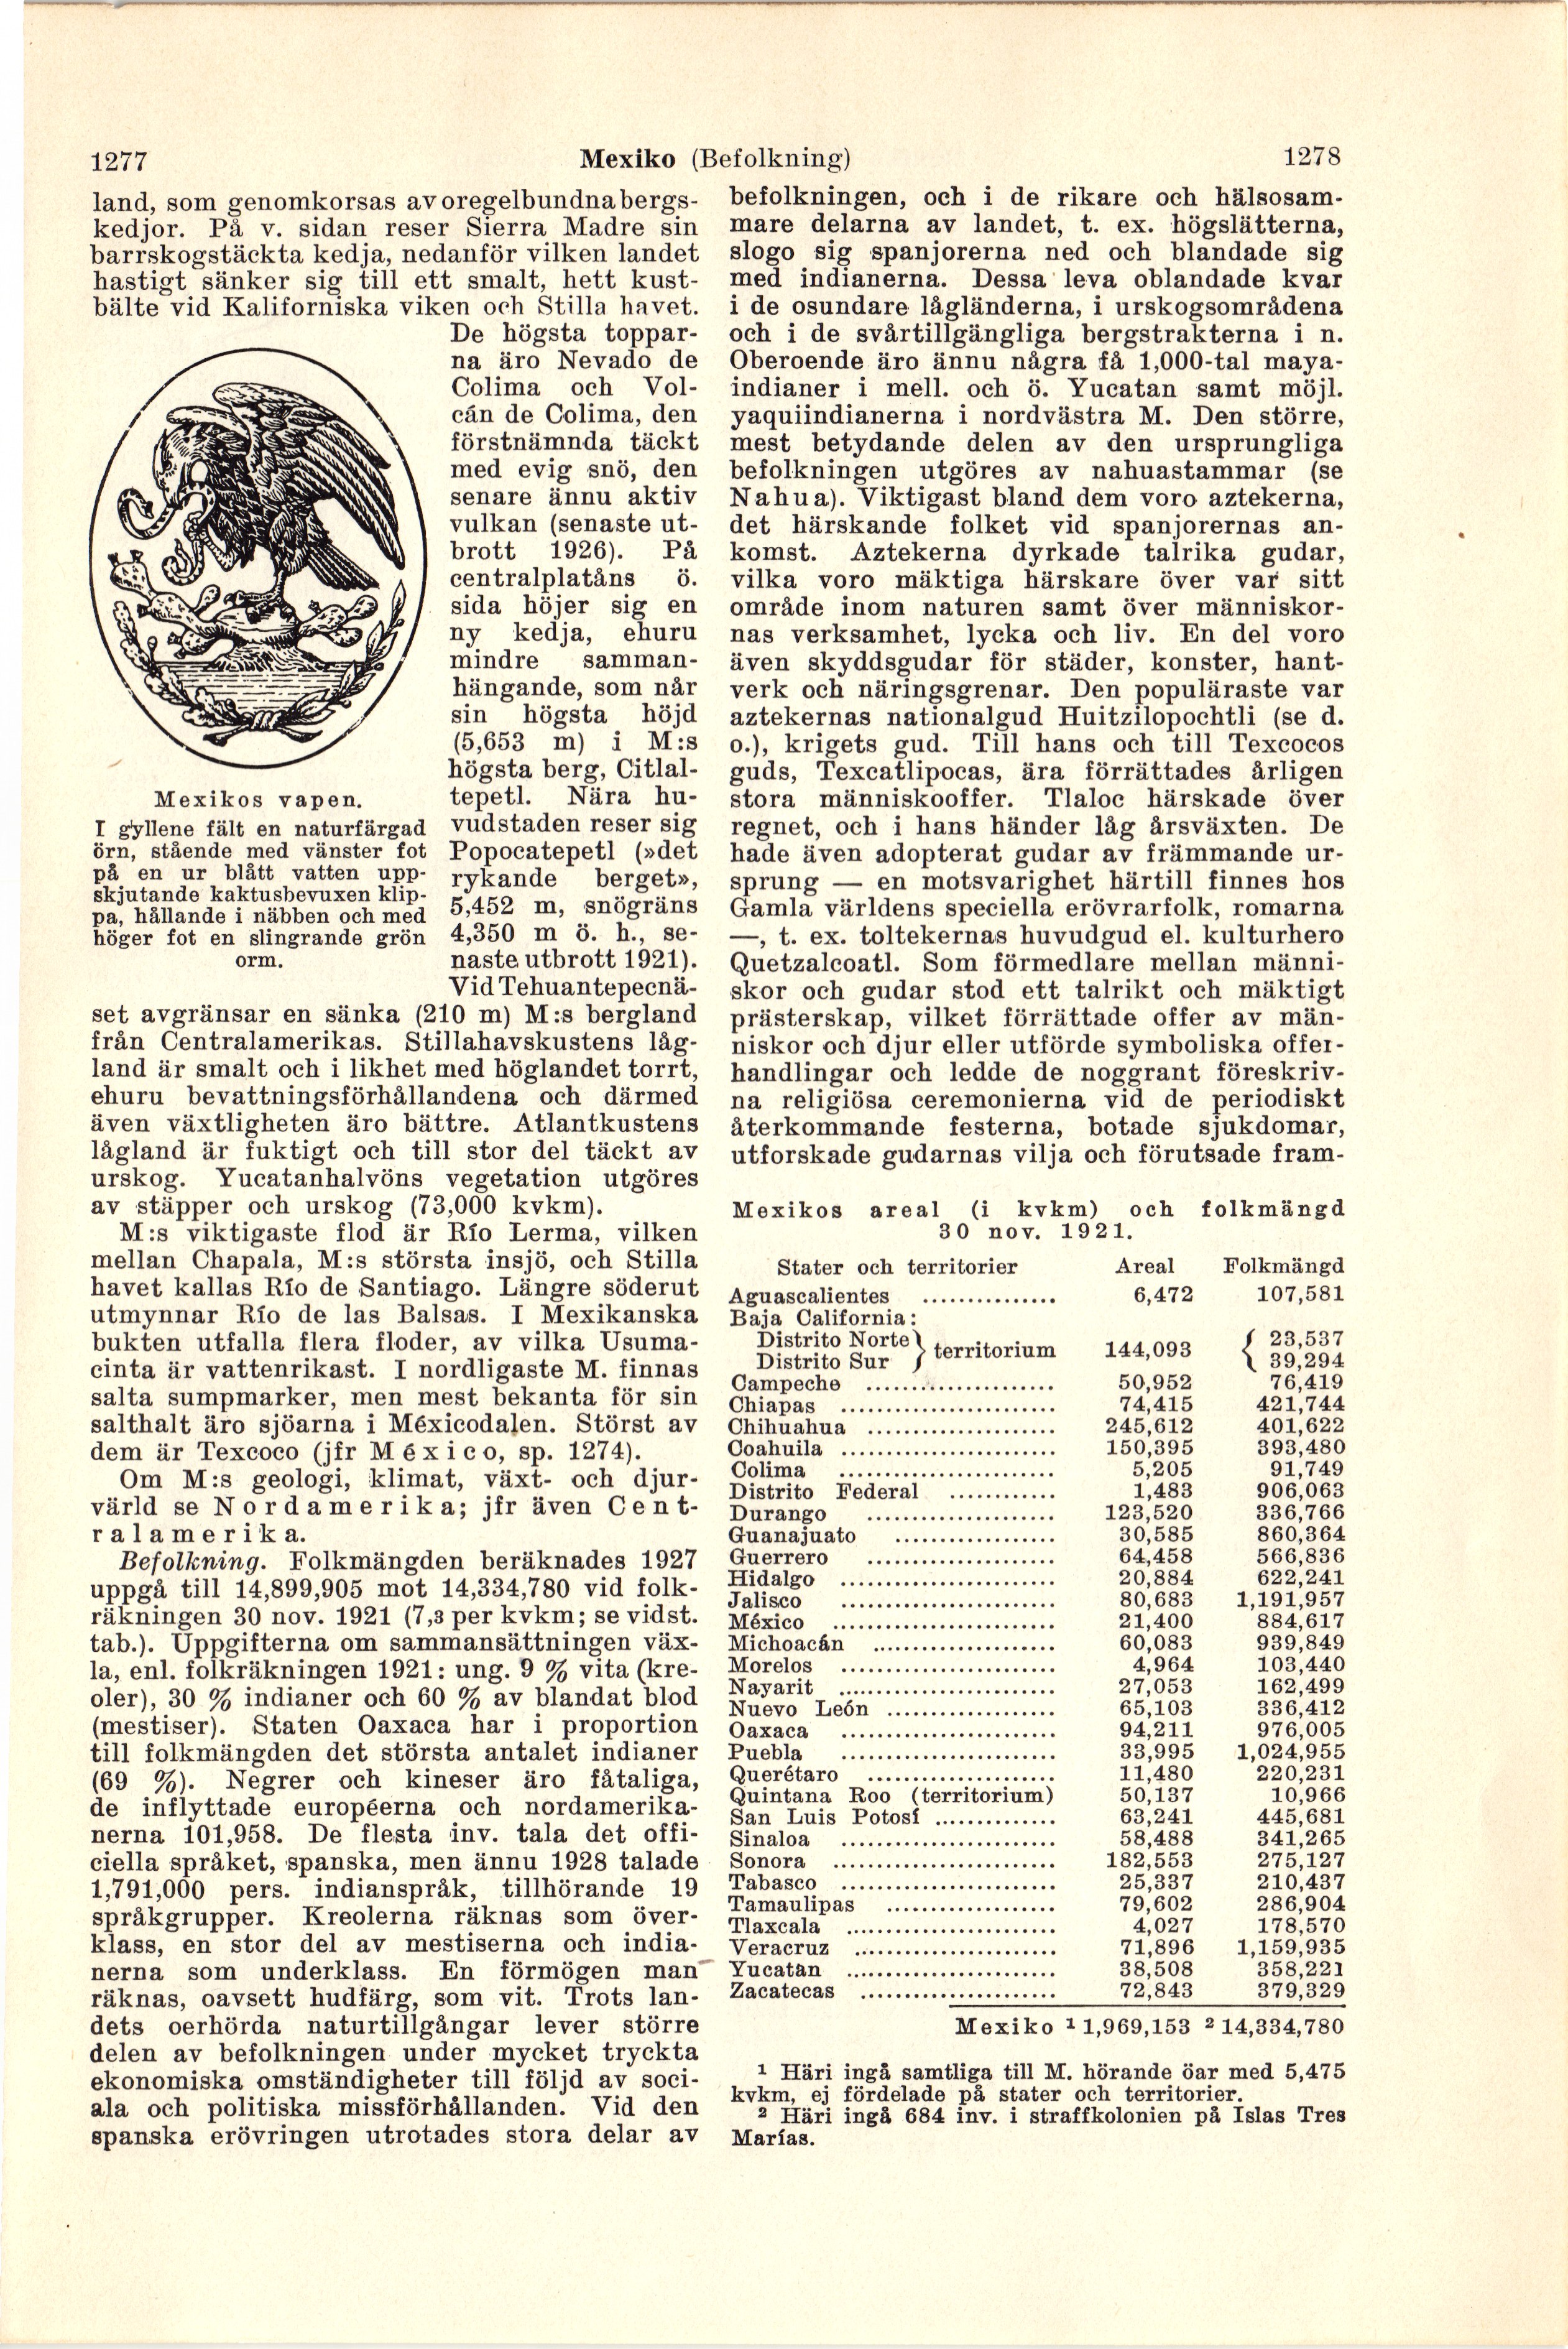 1277
Mexiko (Befolkning)
1278
land, som genomkorsas av oregelbundna bergs-
kedjor. På v. sidan reser Sierra Madre sin
barrskogstäckta kedja, nedanför vilken landet
hastigt sänker sig till ett smalt, hett kust-
bälte vid Kaliforniska viken och Stilla havet.
De högsta toppar-
na äro Nevado de
Colima och Vol-
cán de Colima, den
förstnämnda täckt
med evig snö, den
senare ännu aktiv
vulkan (senaste ut-
brott 1926). På
centralplatåns ö.
sida höjer sig en
ny kedja, ehuru
mindre samman-
hängande, som når
sin högsta höjd
(5,653 m) i M:s
högsta berg, Citlal-
tepetl. Nära hu-
vudstaden reser sig
Popocatepetl (»det
rykande berget»,
5,452 m, snögräns
4,350 m ö. h., se-
naste utbrott 1921).
Vid Tehuantepecnä-
Mexikos vapen.
I gyllene fält en naturfärgad
örn, stående med vänster fot
på en ur blått vatten upp-
skjutande kaktusbevuxen klip-
pa, hållande i näbben och med
höger fot en slingrande grön
orm.
set avgränsar en sänka (210 m) M:s bergland
från Centralamerikas. Stillahavskustens låg-
land är smalt och i likhet med höglandet torrt,
ehuru bevattningsförhållandena och därmed
även växtligheten äro bättre. Atlantkustens
lågland är fuktigt och till stor del täckt av
urskog. Yucatanhalvöns vegetation utgöres
av stäpper och urskog (73,000 kvkm).
M:s viktigaste flod är Río Lerma, vilken
mellan Chapala, M:s största insjö, och Stilla
havet kallas Río de Santiago. Längre söderut
utmynnar Río de las Balsas. I Mexikanska
bukten utfalla flera floder, av vilka Usuma-
cinta är vattenrikast. I nordligaste M. finnas
salta sumpmarker, men mest bekanta för sin
salthalt äro sjöarna i Méxicodalen. Störst av
dem är Texcoco (jfr México, sp. 1274).
Om M:s geologi, klimat, växt- och djur-
värld se Nordamerika; jfr även Cent-
ralamerika.
Befolkning. Folkmängden beräknades 1927
uppgå till 14,899,905 mot 14,334,780 vid folk-
räkningen 30 nov. 1921 (7,3 per kvkm; se vidst.
tab.). Uppgifterna om sammansättningen väx-
la, enl. folkräkningen 1921: ung. 9 % vita (kre-
oler), 30 % indianer och 60 % av blandat blod
(mestiser). Staten Oaxaca har i proportion
till folkmängden det största antalet indianer
(69 %). Negrer och kineser äro fåtaliga,
de inflyttade européerna och nordamerika-
nerna 101,958. De flesta inv. tala det offi-
ciella språket, spanska, men ännu 1928 talade
1,791,000 pers. indianspråk, tillhörande 19
språkgrupper. Kreolerna räknas som över-
klass, en stor del av mestiserna och india-
nerna som underklass. En förmögen man
räknas, oavsett hudfärg, som vit. Trots lan-
dets oerhörda naturtillgångar lever större
delen av befolkningen under mycket tryckta
ekonomiska omständigheter till följd av soci-
ala och politiska missförhållanden. Vid den
spanska erövringen utrotades stora delar av
befolkningen, och i de rikare och hälsosam-
mare delarna av landet, t. ex. högslätterna,
slogo sig spanjorerna ned och blandade sig
med indianerna. Dessa leva oblandade kvar
i de osundare lågländerna, i urskogsområdena
och i de svårtillgängliga bergstrakterna i n.
Oberoende äro ännu några få 1,000-tal maya-
indianer i mell. och ö. Yucatan samt möjl.
yaquiindianerna i nordvästra M. Den större,
mest betydande delen av den ursprungliga
befolkningen utgöres av nahuastammar (se
Nahua). Viktigast bland dem voro aztekerna,
det härskande folket vid spanjorernas an-
komst. Aztekerna dyrkade talrika gudar,
vilka voro mäktiga härskare över var sitt
område inom naturen samt över människor-
nas verksamhet, lycka och liv. En del voro
även skyddsgudar för städer, konster, hant-
verk och näringsgrenar. Den populäraste var
aztekernas nationalgud Huitzilopochtli (se d.
o.), krigets gud. Till hans och till Texcocos
guds, Texcatlipocas, ära förrättades årligen
stora människooffer. Tlaloc härskade över
regnet, och i hans händer låg årsväxten. De
hade även adopterat gudar av främmande ur-
sprung — en motsvarighet härtill finnes hos
Gamla världens speciella erövrarfolk, romarna
—, t. ex. toltekernas huvudgud el. kulturhero
Quetzalcoatl. Som förmedlare mellan männi-
skor och gudar stod ett talrikt och mäktigt
prästerskap, vilket förrättade offer av män-
niskor och djur eller utförde symboliska offer-
handlingar och ledde de noggrant föreskriv-
na religiösa ceremonierna vid de periodiskt
återkommande festerna, botade sjukdomar,
utforskade gudarnas vilja och förutsade fram-
Mexikos areal (i kvkm) och folkmängd
30 nov. 1921.
Stater och territorier Areal Folkmängd
Aguascalientes ............... 6,472 107,581
Baja California:
Distrito Norte } territorium 144,093 { 23,537
Distrito Sur 39,294
Campeche ..................... 50,952 76,419
Chiapas ........................ 74,415 421,744
Chihuahua ..................... 245,612 401,622
Coahuila ........................ 150,395 393,480
Colima ........................ 5,205 91,749
Distrito Federal ............ 1,483 906,063
Durango ..................... 123,520 336,766
Guanajuato .................. 30,585 860,364
Guerrero ..................... 64,458 566,836
Hidalgo ........................ 20,884 622,241
Jalisco ........................ 80,683 1,191,957
México ........................ 21,400 884,617
Michoacán ..................... 60,083 939,849
Morelos ........................ 4,964 103,440
Nayarit ........................ 27,053 162,499
Nuevo León ................... 65,103 336,412
Oaxaca ........................ 94,211 976,005
Puebla ........................ 33,995 1,024,955
Querétaro ..................... 11,480 220,231
Quintana Roo (territorium) 50,137 10,966
San Luis Potosí .............. 63,241 445,681
Sinaloa ........................ 58,488 341,265
Sonora ........................ 182,553 275,127
Tabasco ........................ 25,337 210,437
Tamaulipas ................... 79,602 286,904
Tlaxcala ........................ 4,027 178,570
Veracruz ....................... 71,896 1,159,935
Yucatan ........................ 38,508 358,221
Zacatecas ...................... 72,843 379,329
Mexiko ¹ 1,969,153 ² 14,334,780
¹ Häri ingå samtliga till M. hörande öar med 5,475
kvkm, ej fördelade på stater och territorier.
² Häri ingå 684 inv. i straffkolonien på Islas Tres
Marías.